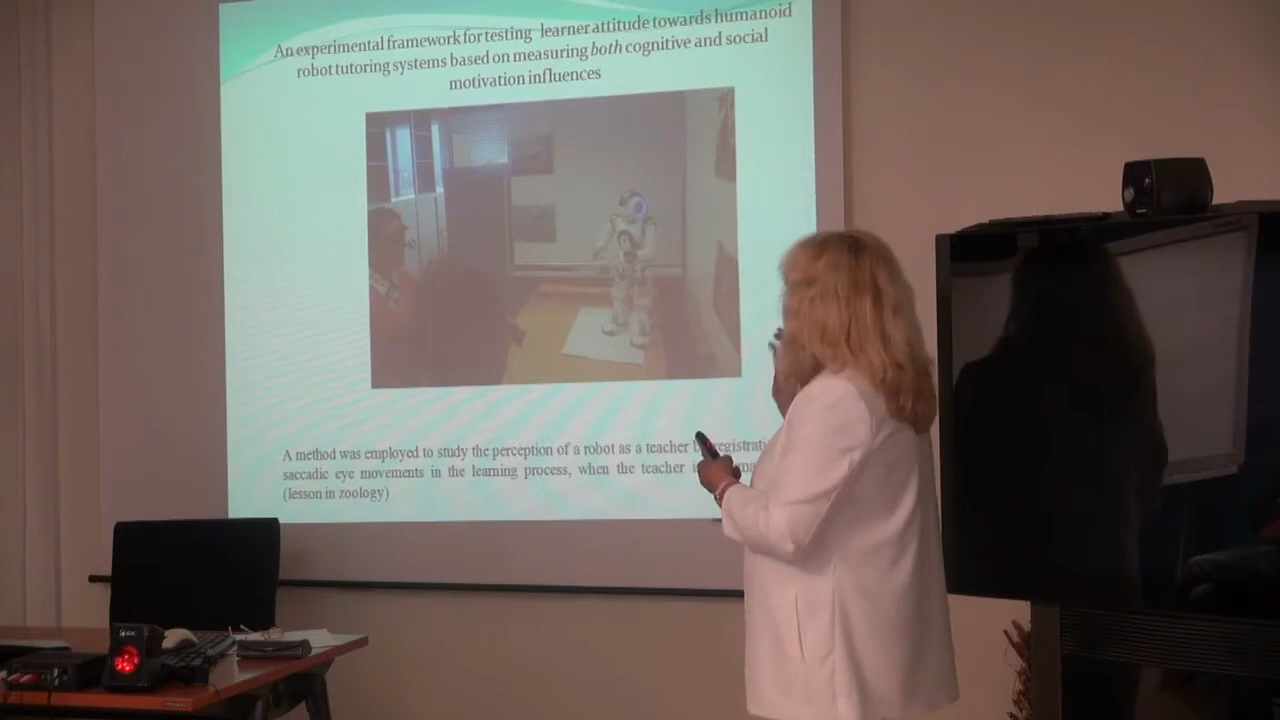 An experimental framework for testing learner attitude towards humanoid
robot tutoring systems based on measuring both cognitive and social
motivation influences
A method was employed to study the perception of a robot as a teacher
saccadic eye movements in the learning process, when the teacher
(lesson in zoology)